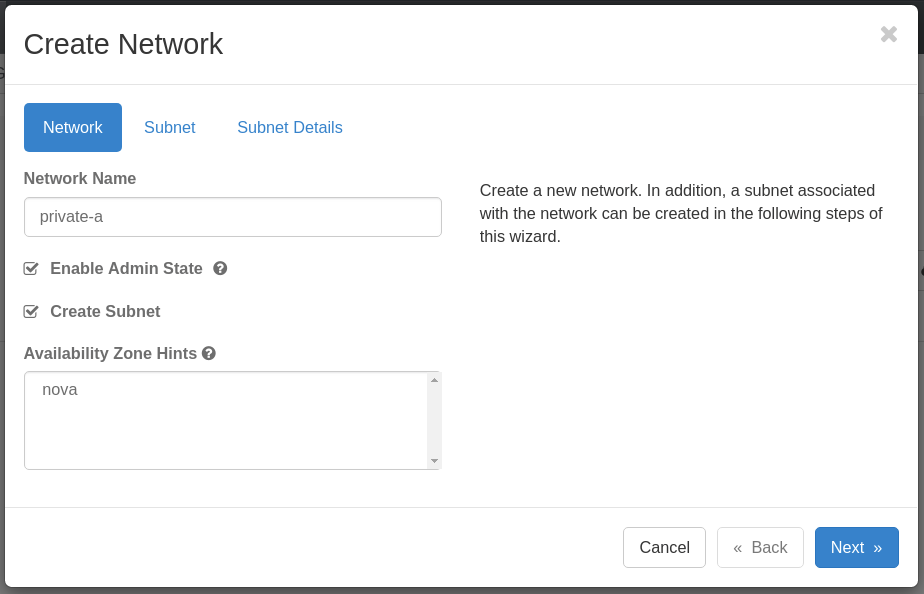 Create Network
Network
Subnet
Subnet Details
Network Name
private-a
Enable Admin State
Create Subnet
Availability Zone Hints
nova
Create a new network. In addition, a subnet associated
with the network can be created in the following steps of
this wizard.
Cancel
« Back
Next »